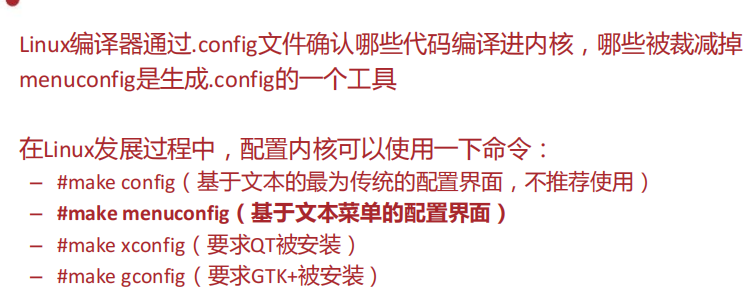 Linux编译器通过.config文件确认哪些代码编译进内核，哪些被裁减掉
menuconfig是生成.config的一个工具
在Linux发展过程中，配置内核可以使用一下命令：
– #make config（基于文本的最为传统的配置界面，不推荐使用）
– #make menuconfig（基于文本菜单的配置界面）
– #make xconfig（要求QT被安装）
– #make gconfig（要求GTK+被安装）